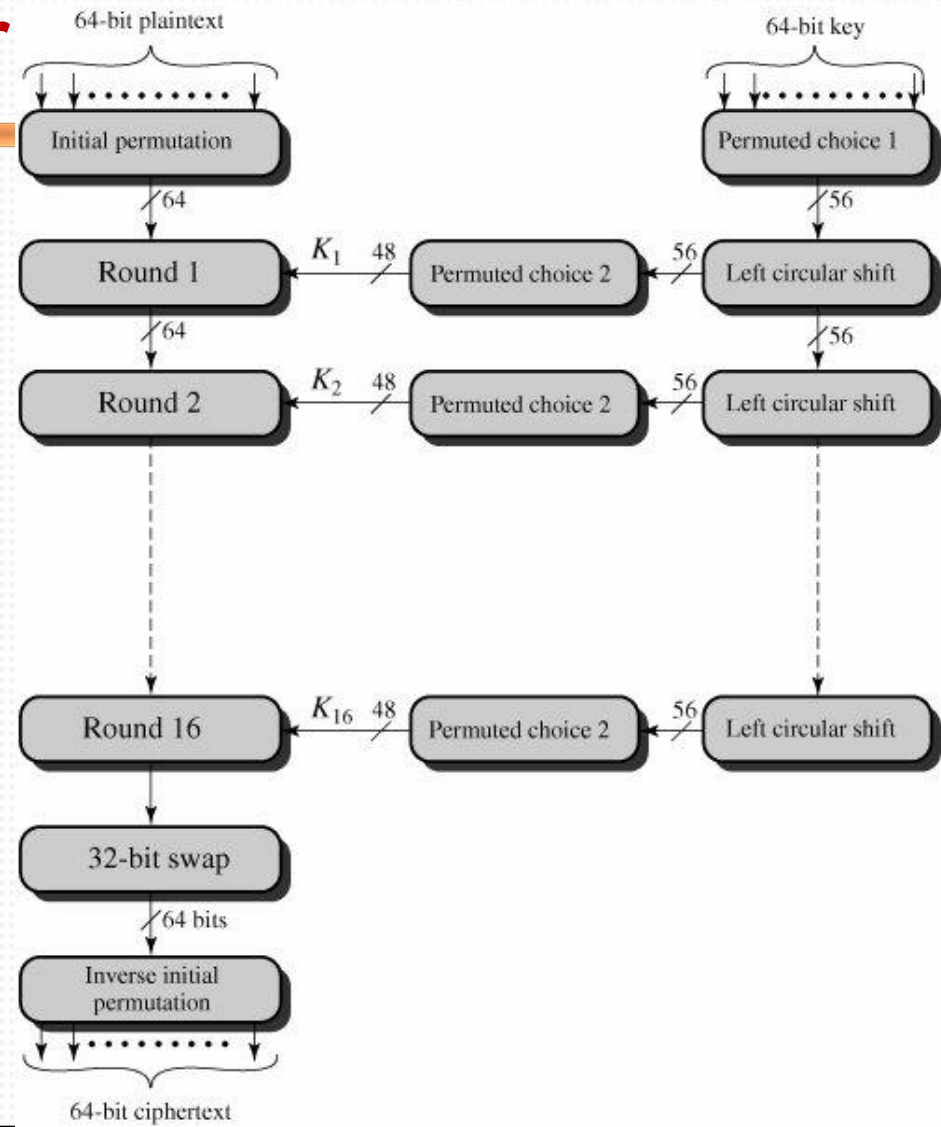 64-bit plaintext
64-bit key
Initial permutation
Permuted choice 1
64
56
Round 1
K1
48
Permuted choice 2
56
Left circular shift
64
56
Round 2
K2
48
Permuted choice 2
56
Left circular shift
Round 16
K16
48
Permuted choice 2
56
Left circular shift
32-bit swap
64 bits
Inverse initial
permutation
64-bit ciphertext